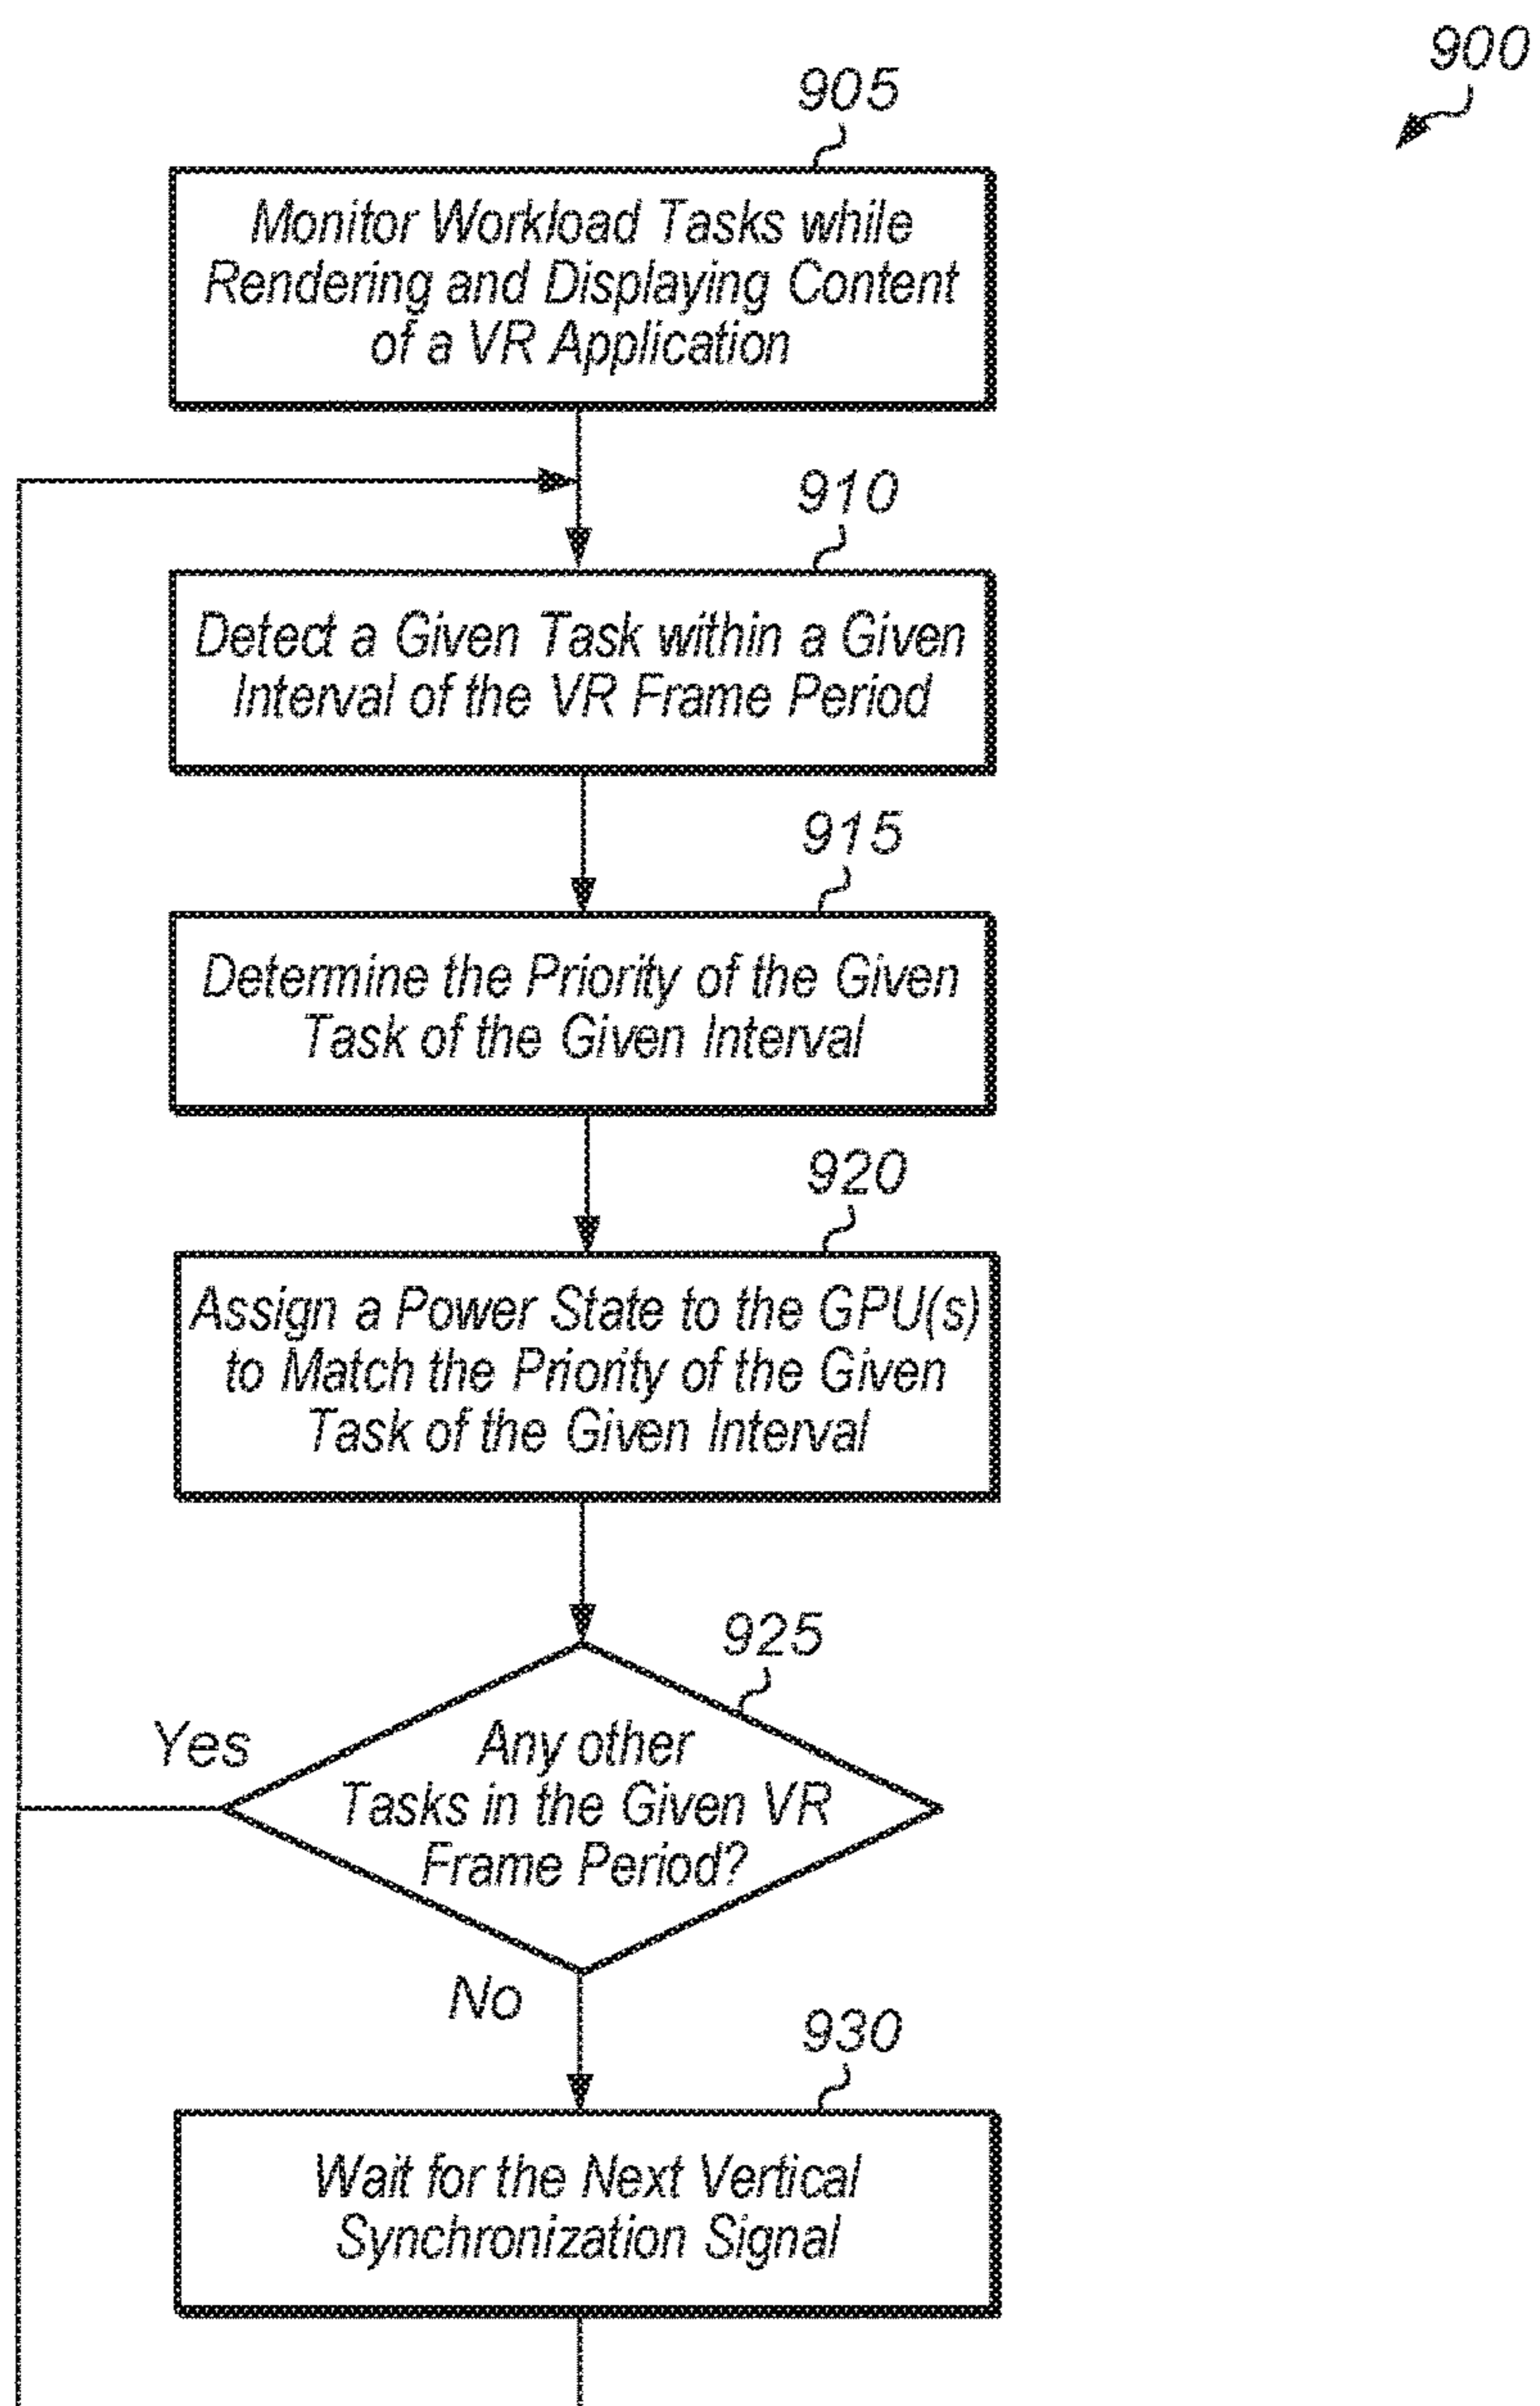 900
905
Monitor Workload Tasks while
Rendering and Displaying Content
of a VR Application
910
Detect a Given Task within a Given
Interval of the VR Frame Period
915
Determine the Priority of the Given
Task of the Given Interval
920
Assign a Power State to the GPU(s)
to Match the Priority of the Given
Task of the Given Interval
925
Yes
Any other
Tasks in the Given VR
Frame Period?
No
930
Wait for the Next Vertical
Synchronization Signal